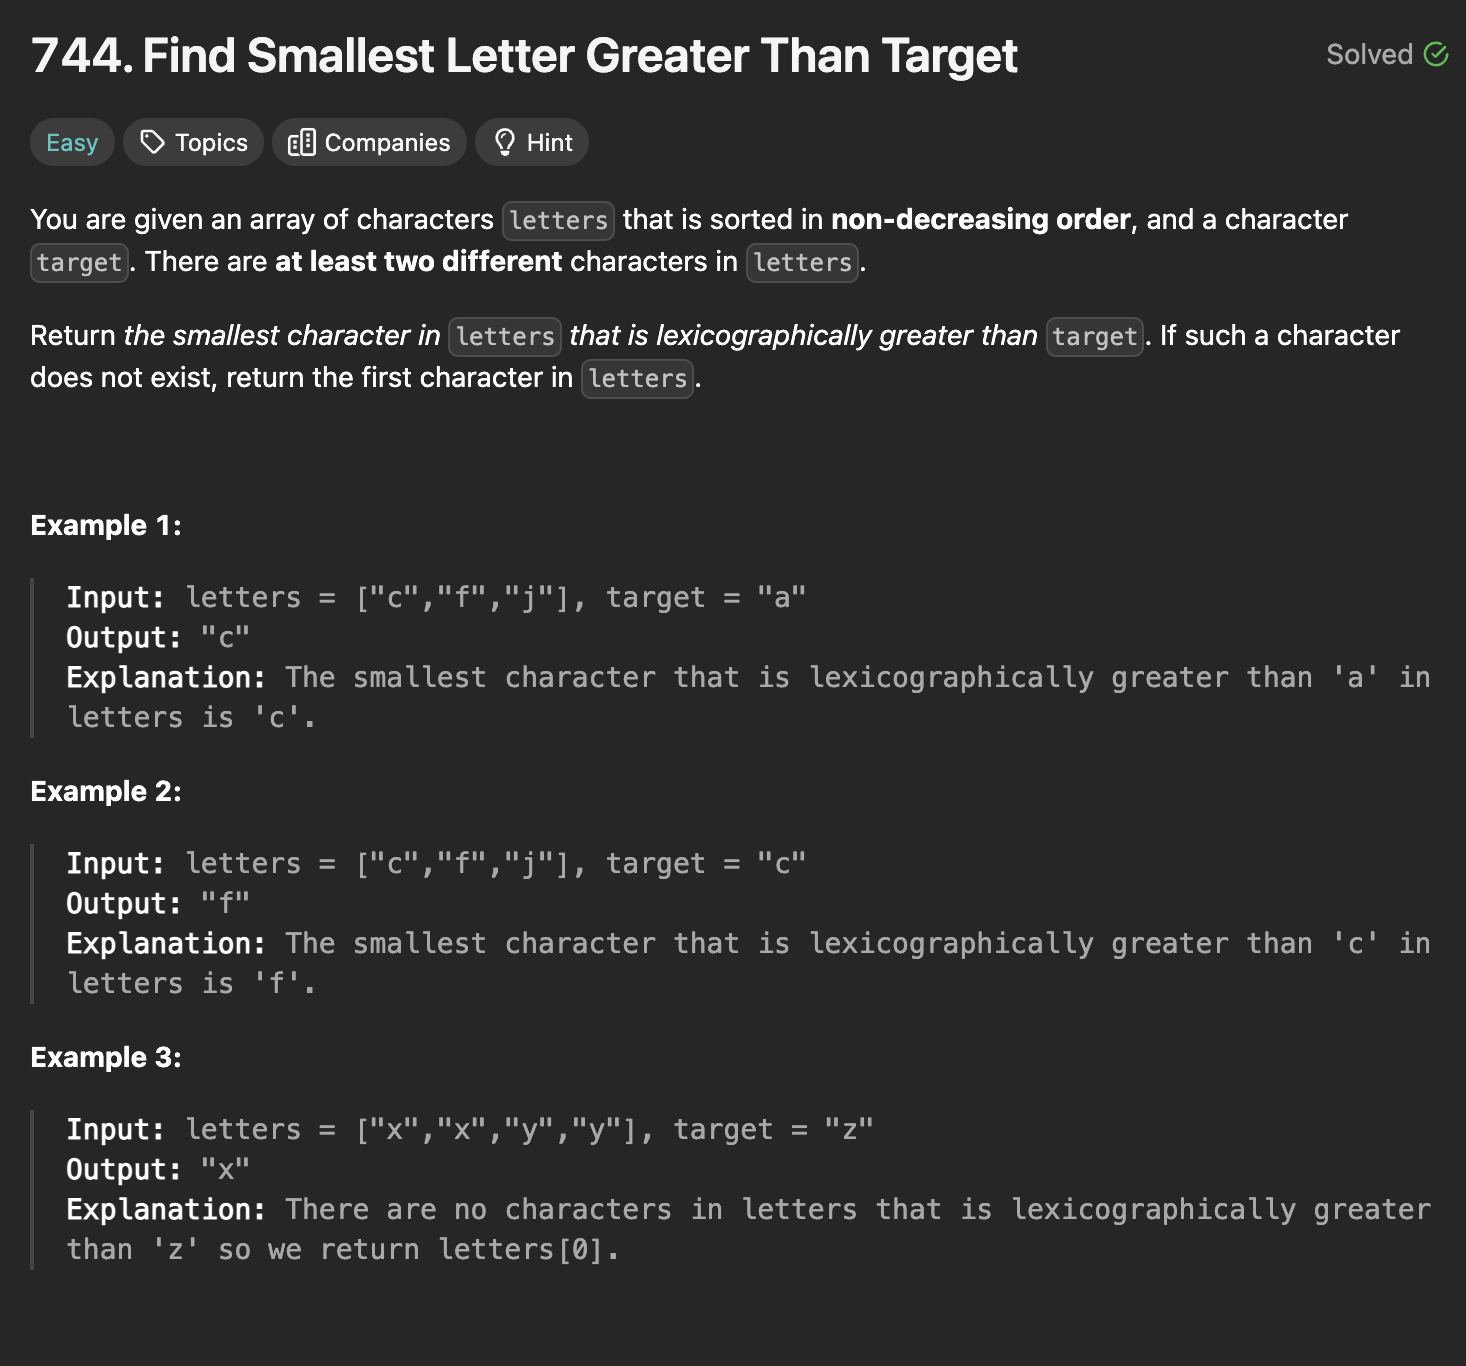 744. Find Smallest Letter Greater Than Target
Solved
Easy
Topics
Companies
Hint
You are given an array of characters letters that is sorted in non-decreasing order, and a character
target. There are at least two different characters in letters.
Return the smallest character in letters that is lexicographically greater than target. If such a character
does not exist, return the first character in letters.
Example 1:
Input: letters = ["c","f","j"], target = "a"
Output: "c"
Explanation: The smallest character that is lexicographically greater than 'a' in
letters is 'c'.
Example 2:
Input: letters = ["c","f","j"], target = "c"
Output: "f"
Explanation: The smallest character that is lexicographically greater than 'c' in
letters is 'f'.
Example 3:
Input: letters = ["x","x","y","y"], target = "z"
Output: "x"
Explanation: There are no characters in letters that is lexicographically greater
than 'z' so we return letters[0].